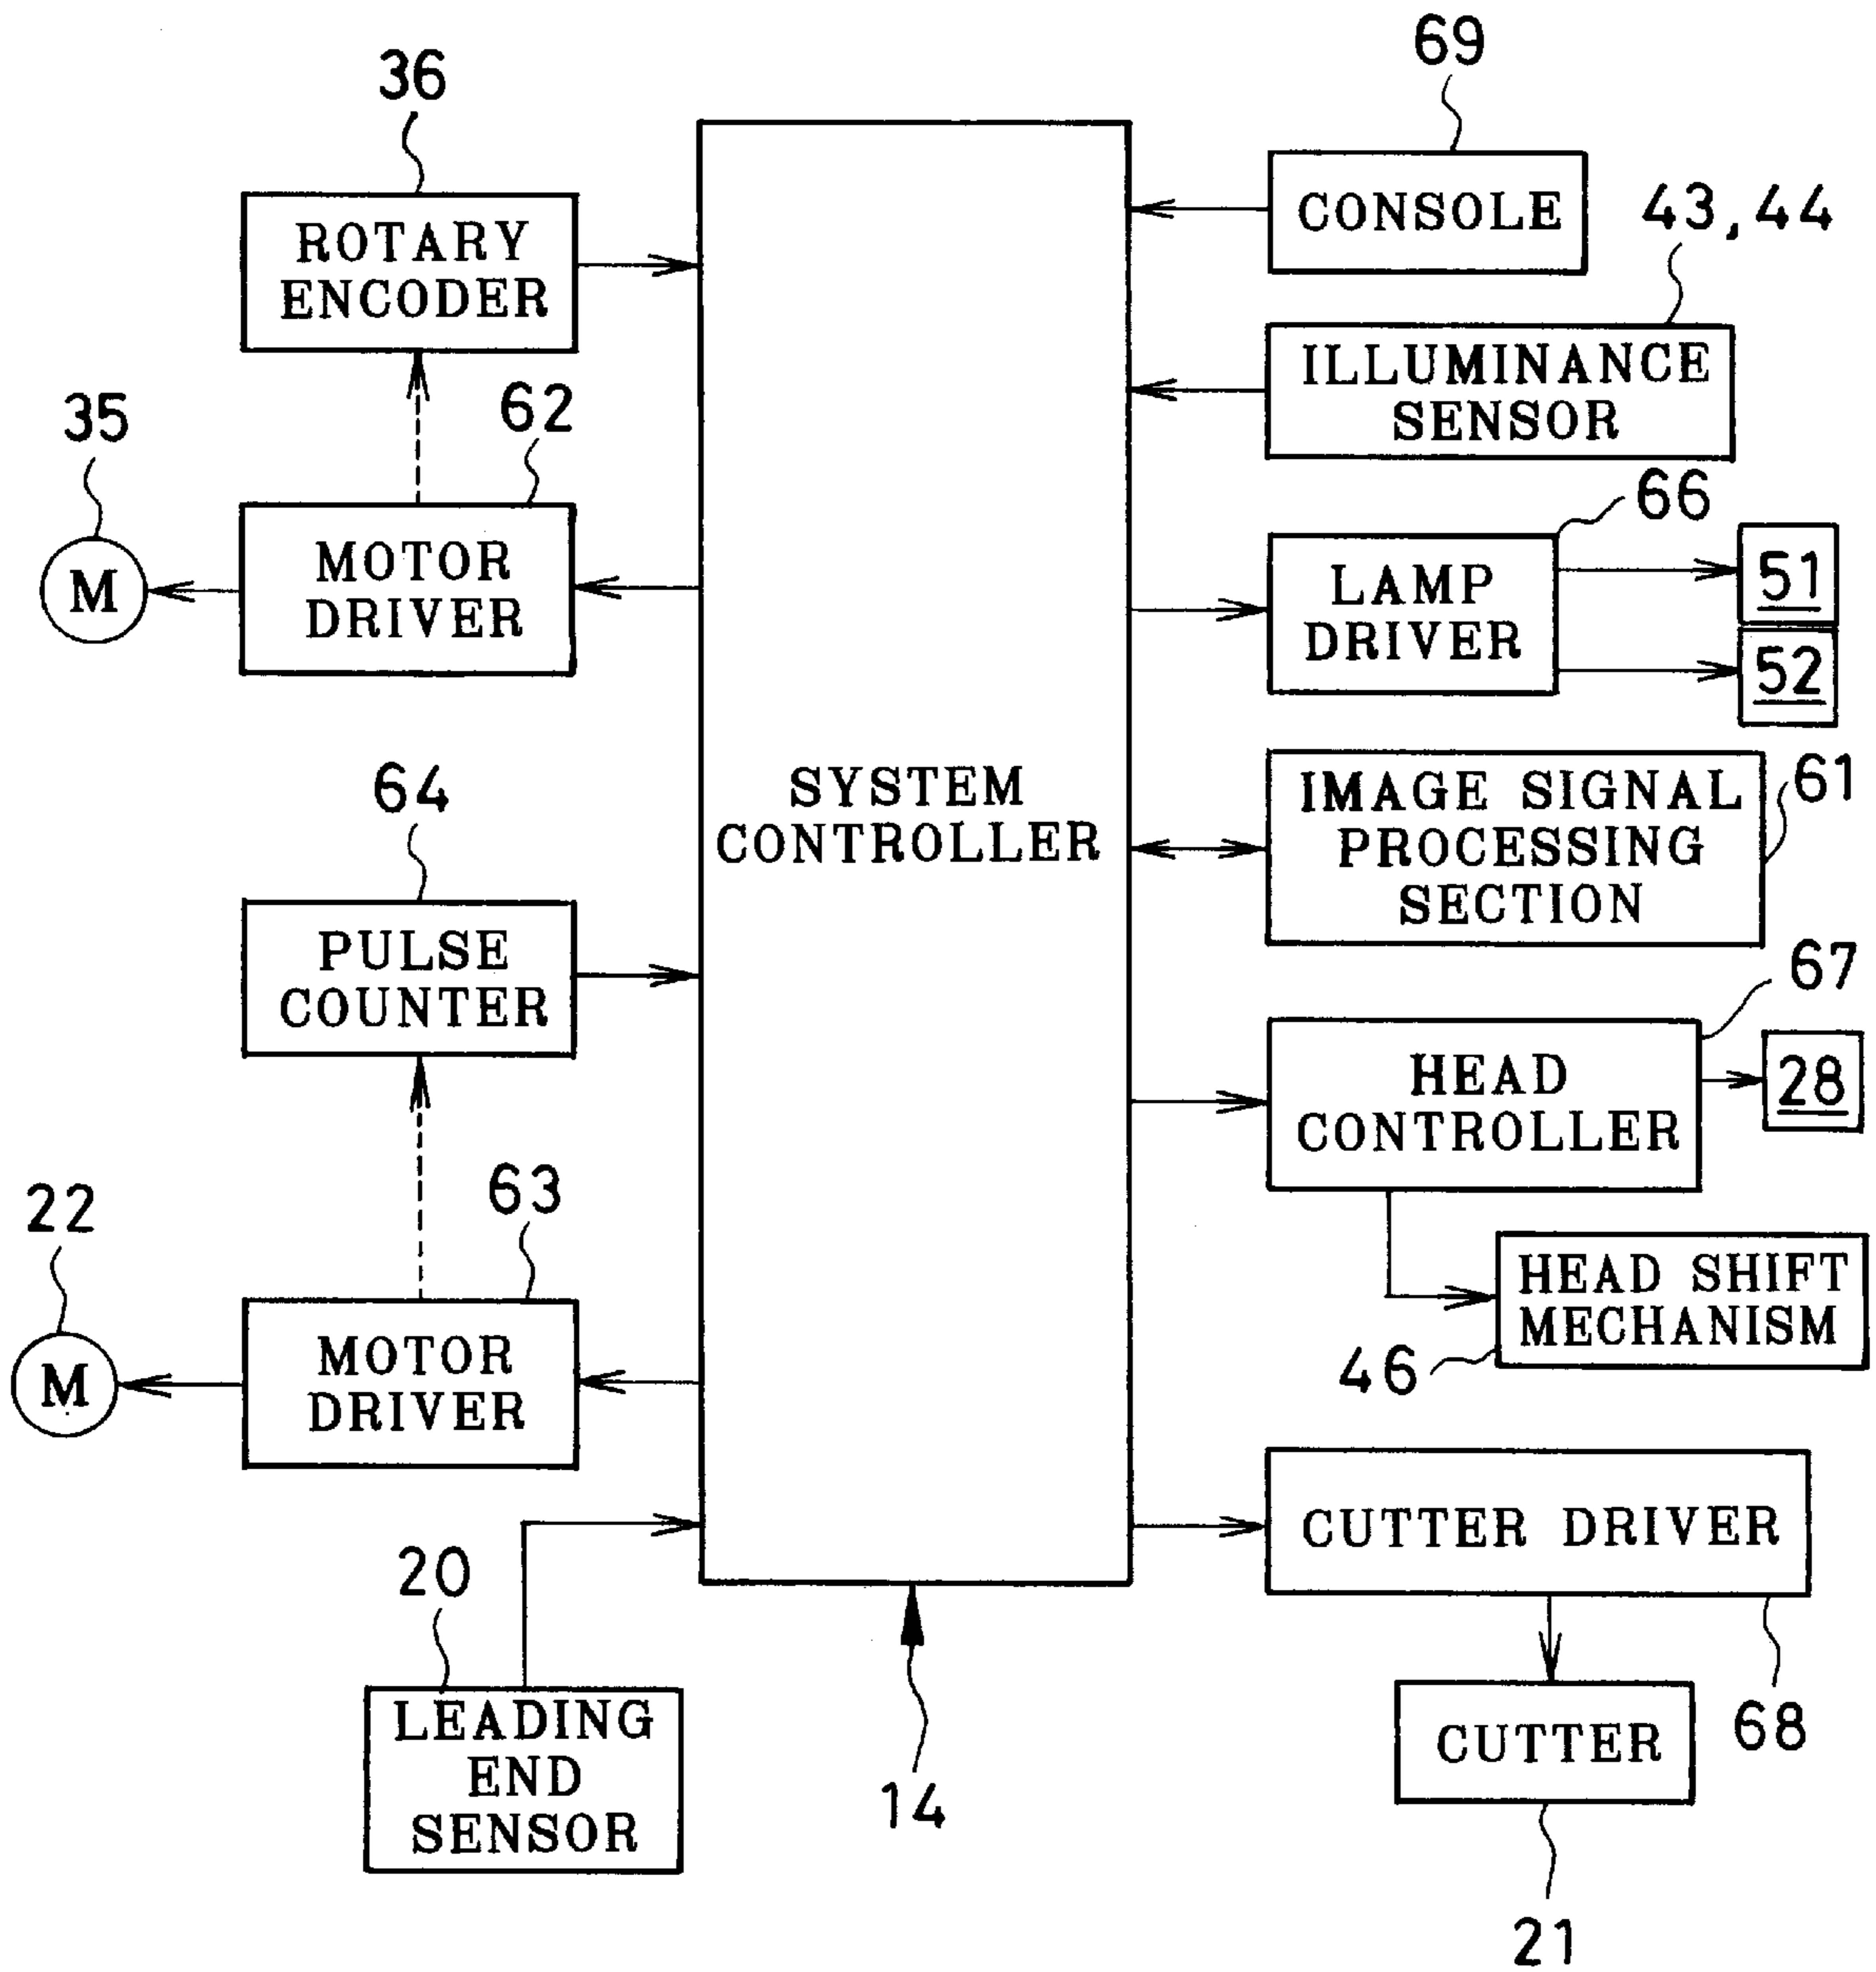 36
ROTARY
ENCODER
35
62
M
MOTOR
DRIVER
64
PULSE
COUNTER
22
63
M
MOTOR
DRIVER
20
LEADING
END
SENSOR
SYSTEM
CONTROLLER
14
69
CONSOLE
43, 44
ILLUMINANCE
SENSOR
66
LAMP
DRIVER
51
52
IMAGE SIGNAL
PROCESSING
SECTION
61
67
HEAD
CONTROLLER
28
HEAD SHIFT
MECHANISM
46
CUTTER DRIVER
68
CUTTER
21